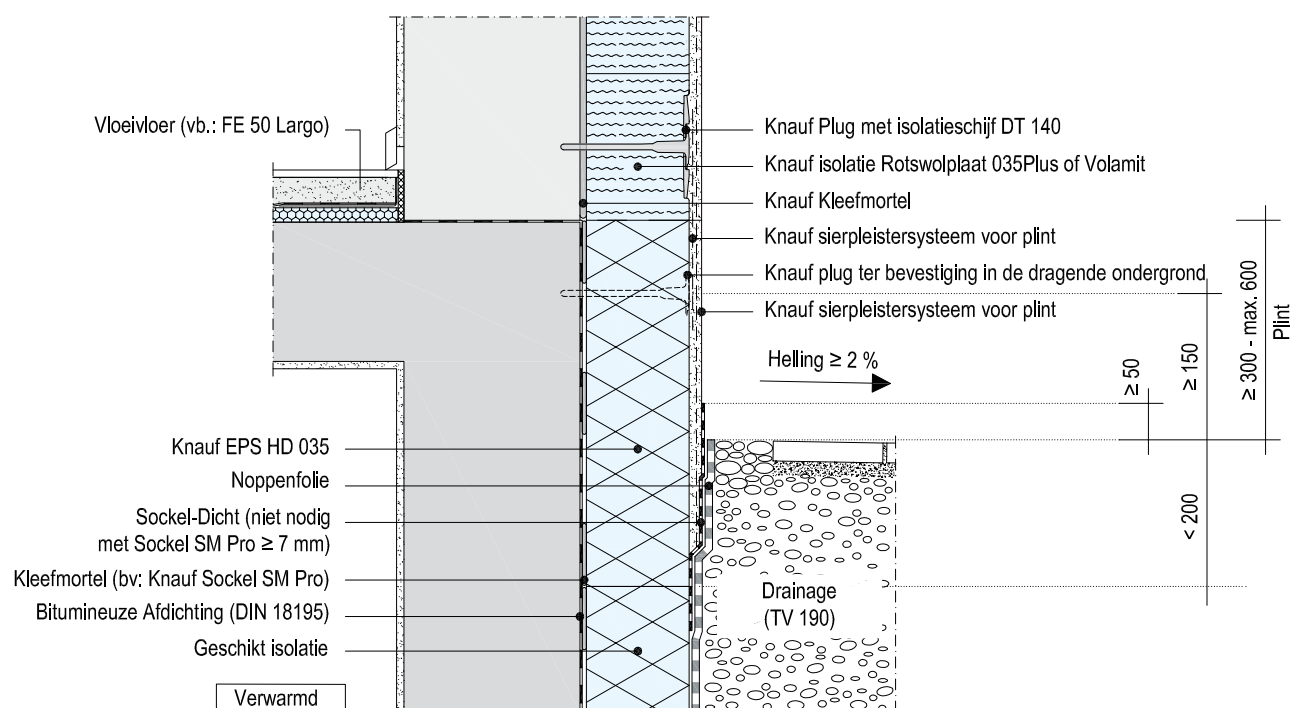 Vloeivloer (vb.: FE 50 Largo)
Knauf Plug met isolatieschijf DT 140
Knauf isolatie Rotswolplaat 035Plus of Volamit
Knauf Kleefmortel
Knauf sierpleistersysteem voor plint
Knauf plug ter bevestiging in de dragende ondergrond
Knauf sierpleistersysteem voor plint
Helling ≥ 2 %
≥ 50
≥ 150
≥ 300 - max. 600
Plint
< 200
Knauf EPS HD 035
Noppenfolie
Sockel-Dicht (niet nodig
met Sockel SM Pro ≥ 7 mm)
Kleefmortel (bv: Knauf Sockel SM Pro)
Bitumineuze Afdichting (DIN 18195)
Geschikt isolatie
Drainage
(TV 190)
Verwarmd